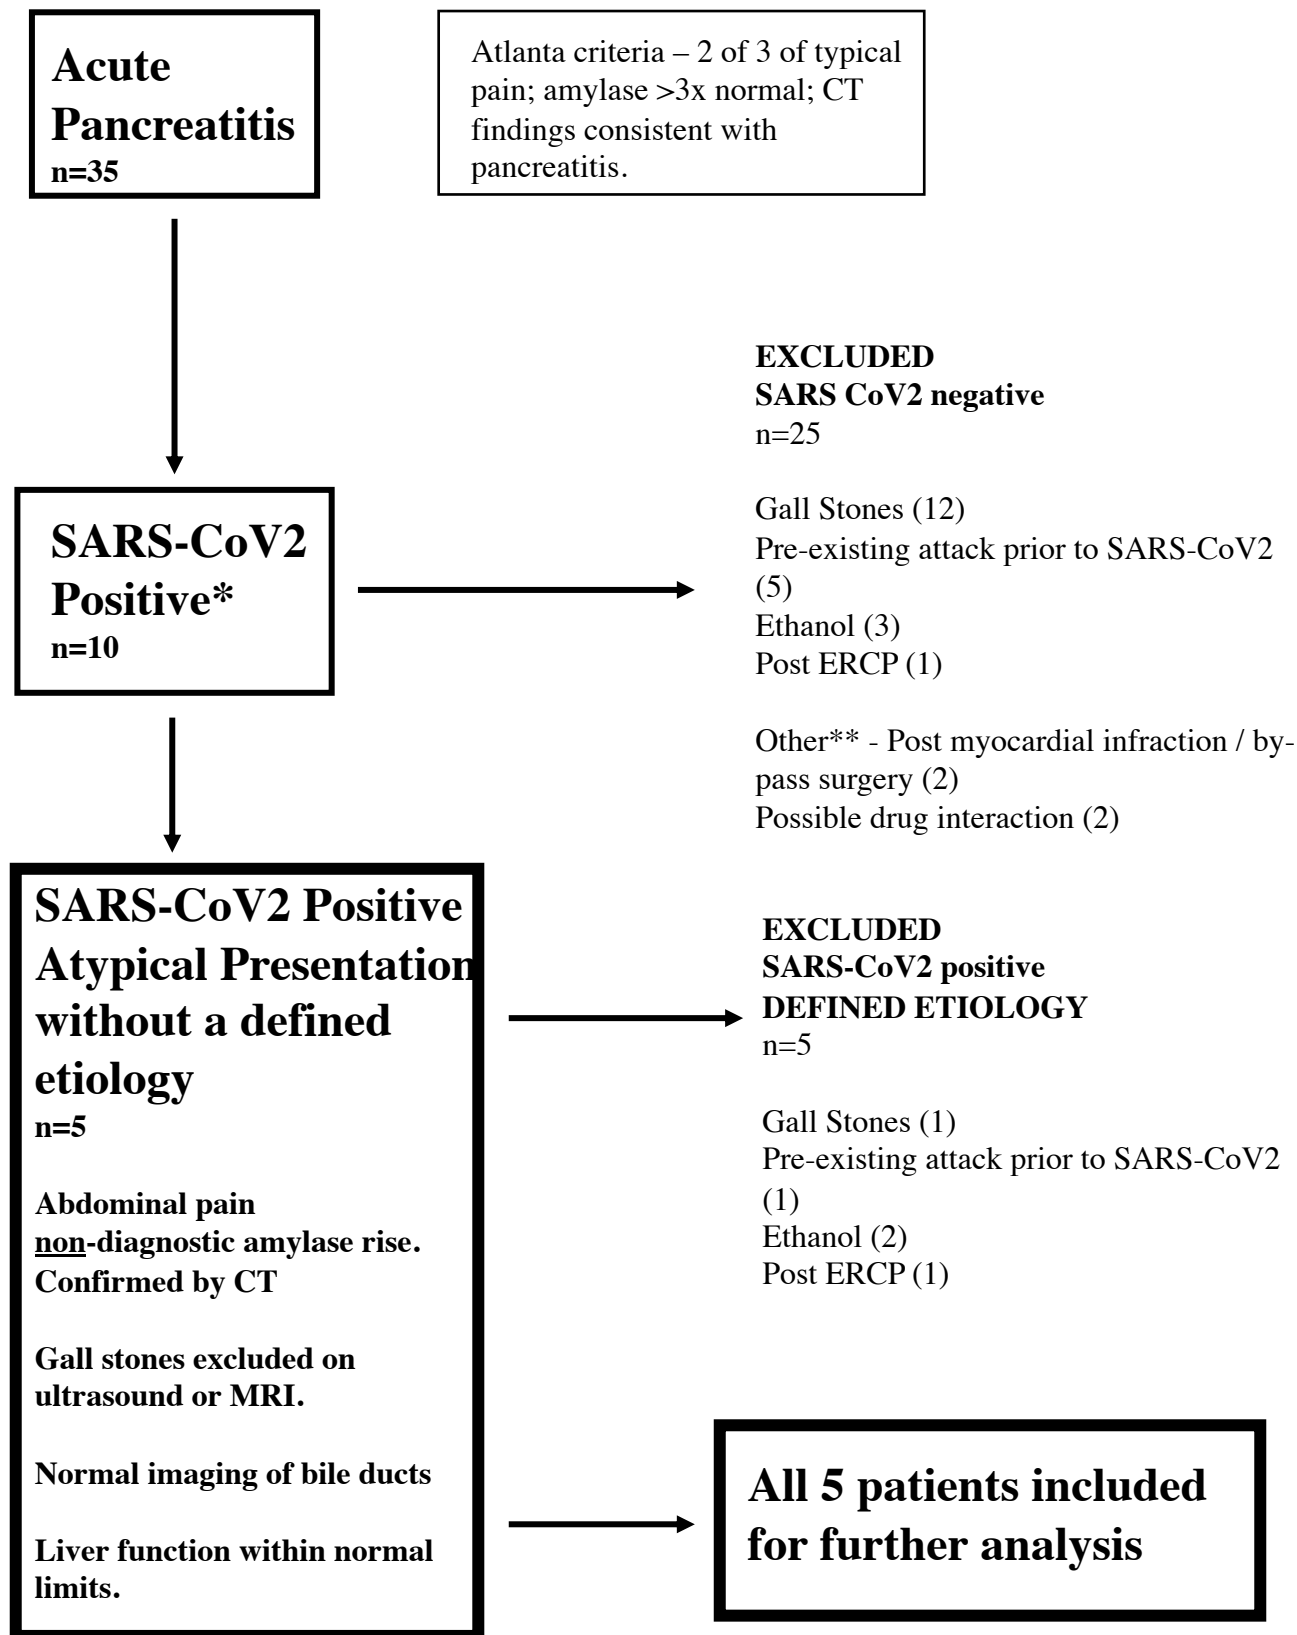 Acute
Pancreatitis
n=35
Atlanta criteria – 2 of 3 of typical
pain; amylase >3x normal; CT
findings consistent with
pancreatitis.
EXCLUDED
SARS CoV2 negative
n=25
Gall Stones (12)
Pre-existing attack prior to SARS-CoV2
(5)
Ethanol (3)
Post ERCP (1)
Other** - Post myocardial infraction / by-
pass surgery (2)
Possible drug interaction (2)
SARS-CoV2
Positive*
n=10
SARS-CoV2 Positive
Atypical Presentation
without a defined
etiology
n=5
Abdominal pain
non-diagnostic amylase rise.
Confirmed by CT
Gall stones excluded on
ultrasound or MRI.
Normal imaging of bile ducts
Liver function within normal
limits.
EXCLUDED
SARS-CoV2 positive
DEFINED ETIOLOGY
n=5
Gall Stones (1)
Pre-existing attack prior to SARS-CoV2
(1)
Ethanol (2)
Post ERCP (1)
All 5 patients included
for further analysis